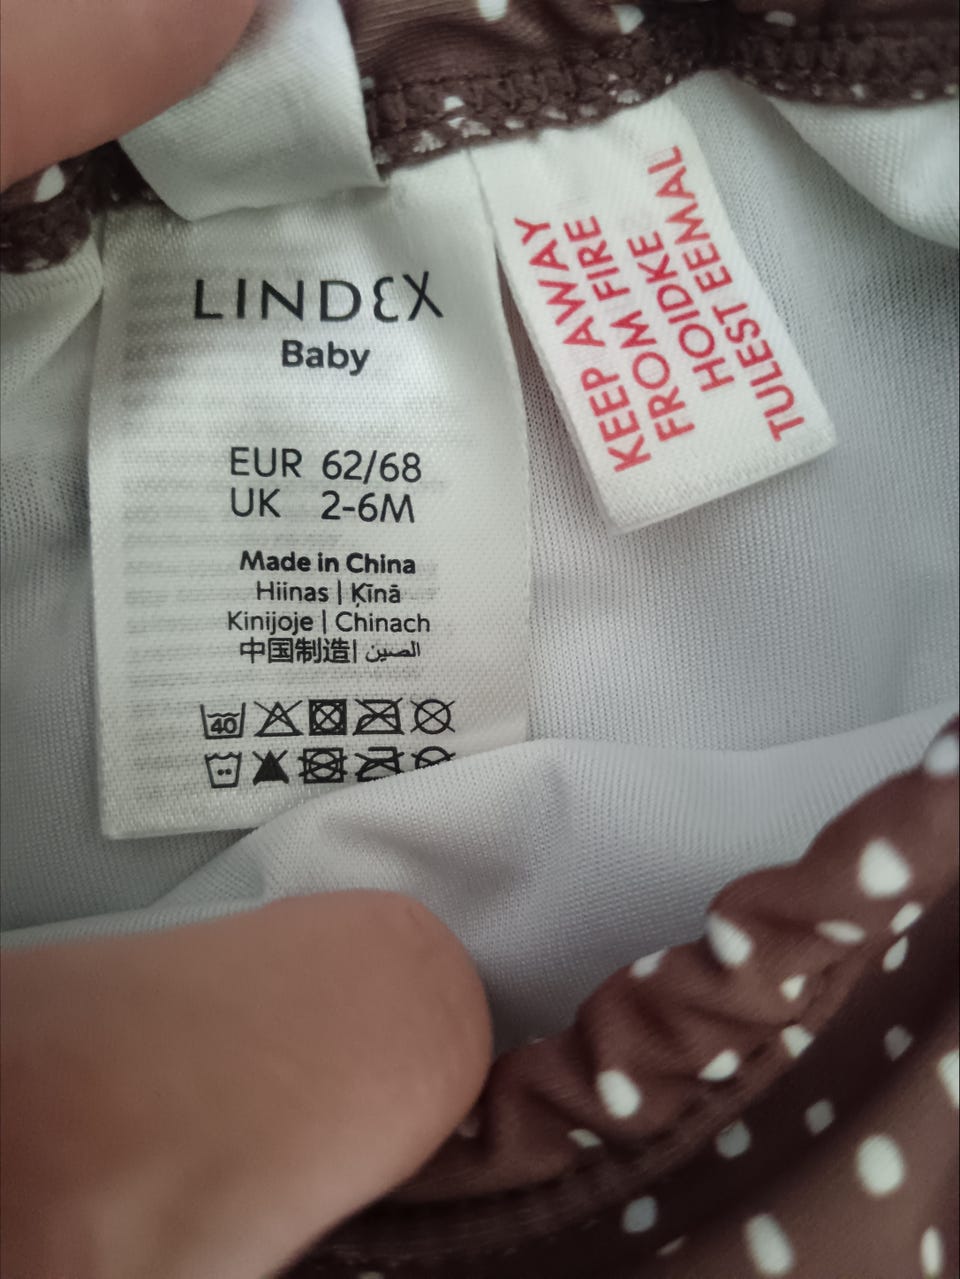 LINDEX
Baby
EUR 62/68
UK 2-6M
Made in China
Hiinas | Ķīnā
Kinijoje | Chinach
中国制造| الصين
40
KEEP AWAY
FROM FIRE
HOIDKE
TULEST EEMAL